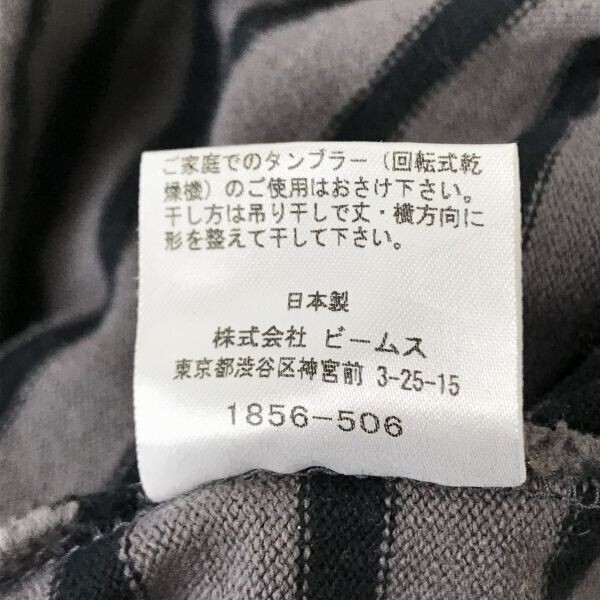 ご家庭でのタンブラー（回転式乾
燥機）のご使用はおさけ下さい。
干し方は吊り干しで丈・横方向に
形を整えて干して下さい。
日本製
株式会社 ビームス
東京都渋谷区神宮前 3-25-15
1856-506